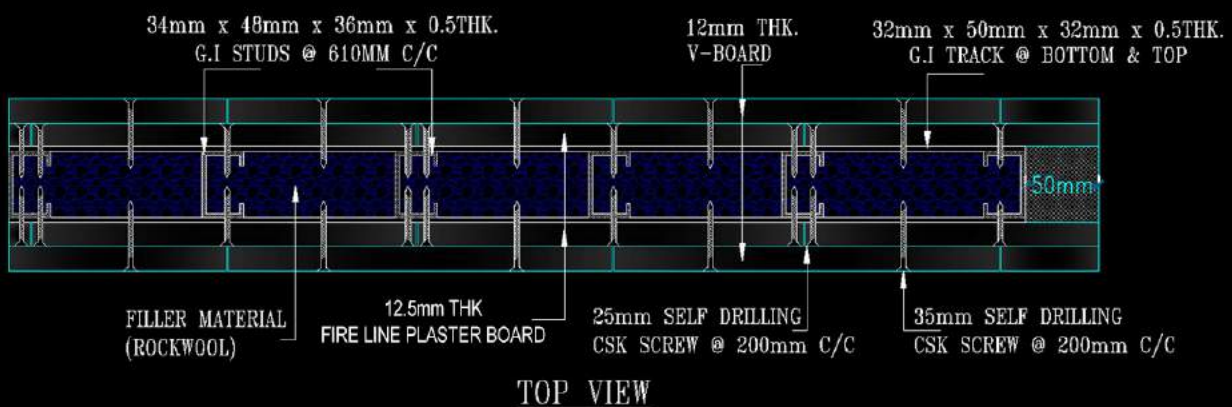 34mm x 48mm x 36mm x 0.5THK.
G.I STUDS @ 610MM C/C
12mm THK.
V-BOARD
32mm x 50mm x 32mm x 0.5THK.
G.I TRACK @ BOTTOM & TOP
50mm
FILLER MATERIAL
(ROCKWOOL)
12.5mm THK
FIRE LINE PLASTER BOARD
25mm SELF DRILLING
CSK SCREW @ 200mm C/C
35mm SELF DRILLING
CSK SCREW @ 200mm C/C
TOP VIEW